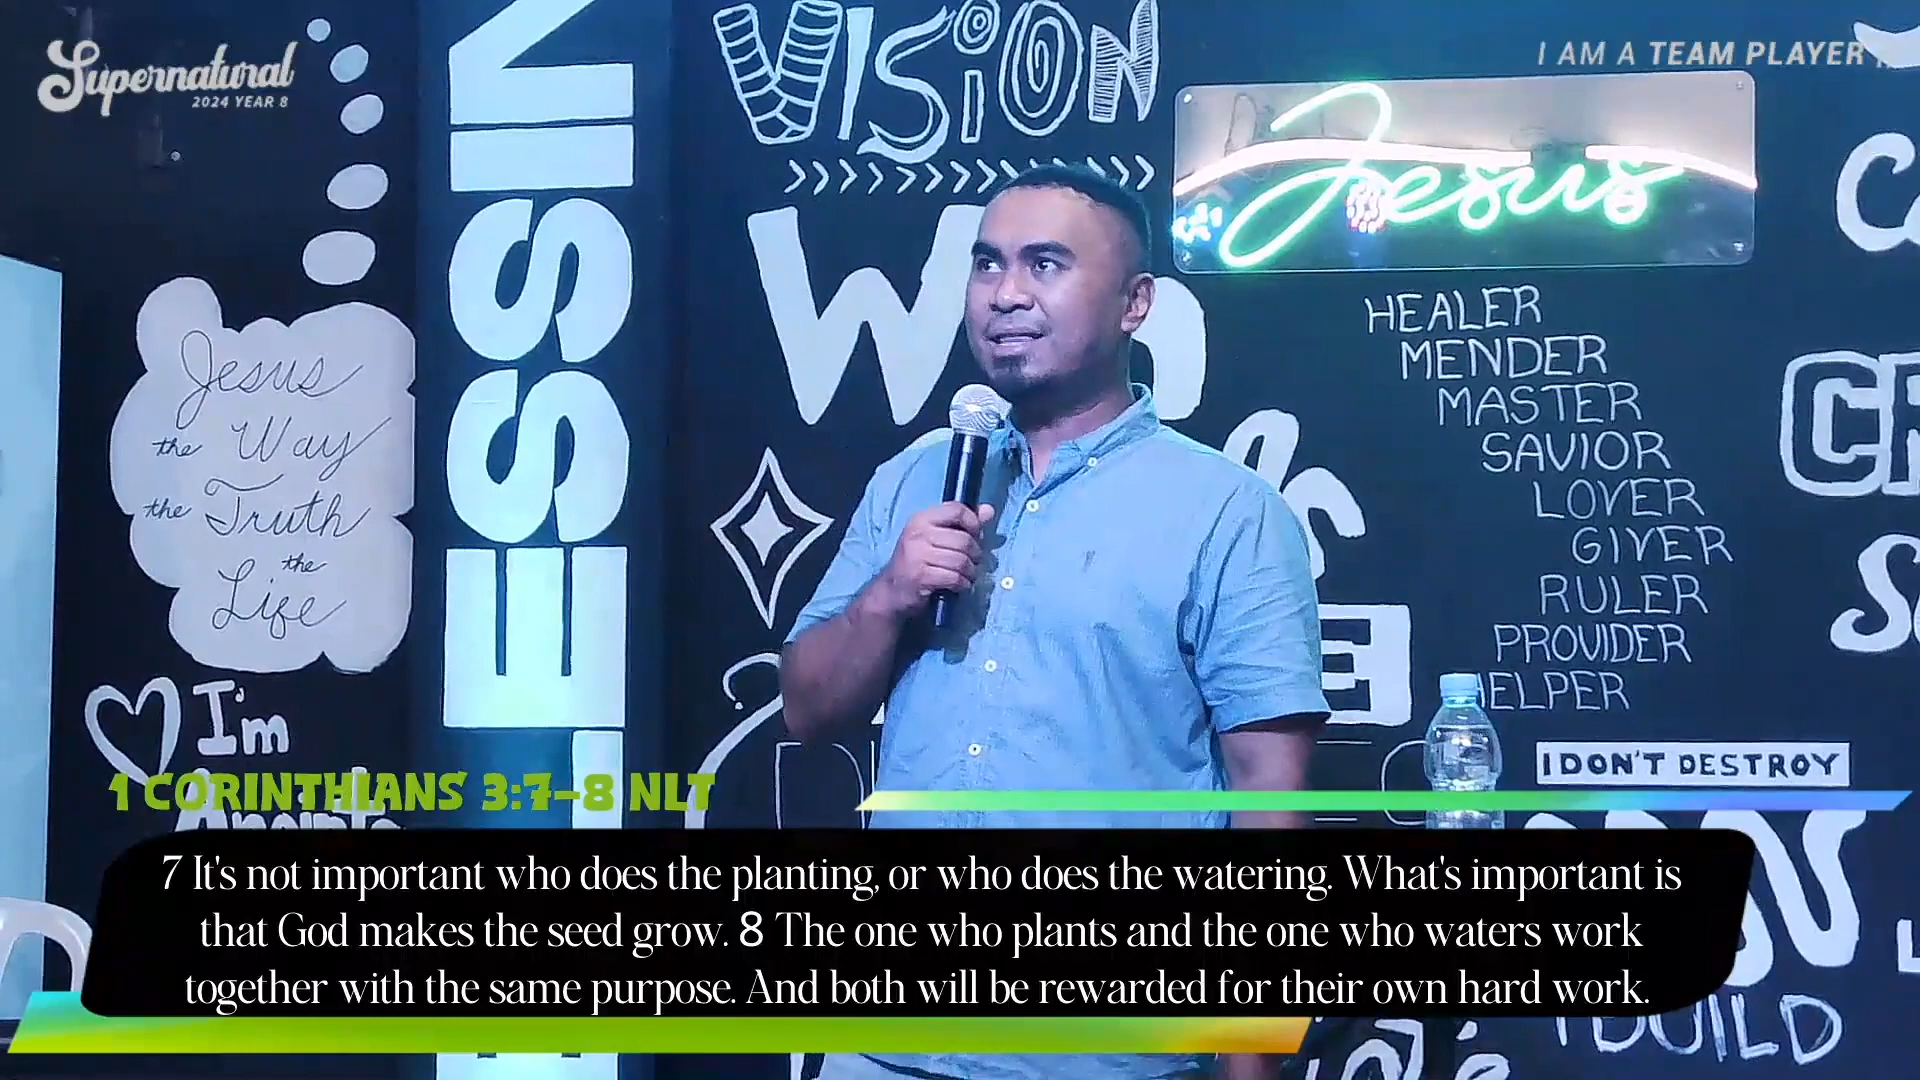 Supernatural
2024 YEAR 8
I AM A TEAM PLAYER
VISION
>>>>>>>>>>>>>>>
Jesus
Jesus
the Way
the Truth
the
Life
HEALER
MENDER
MASTER
SAVIOR
LOVER
GIVER
RULER
PROVIDER
HELPER
I'm
I DON'T DESTROY
I BUILD
1 CORINTHIANS 3:7-8 NLT
7 It's not important who does the planting, or who does the watering. What's important is
that God makes the seed grow. 8 The one who plants and the one who waters work
together with the same purpose. And both will be rewarded for their own hard work.